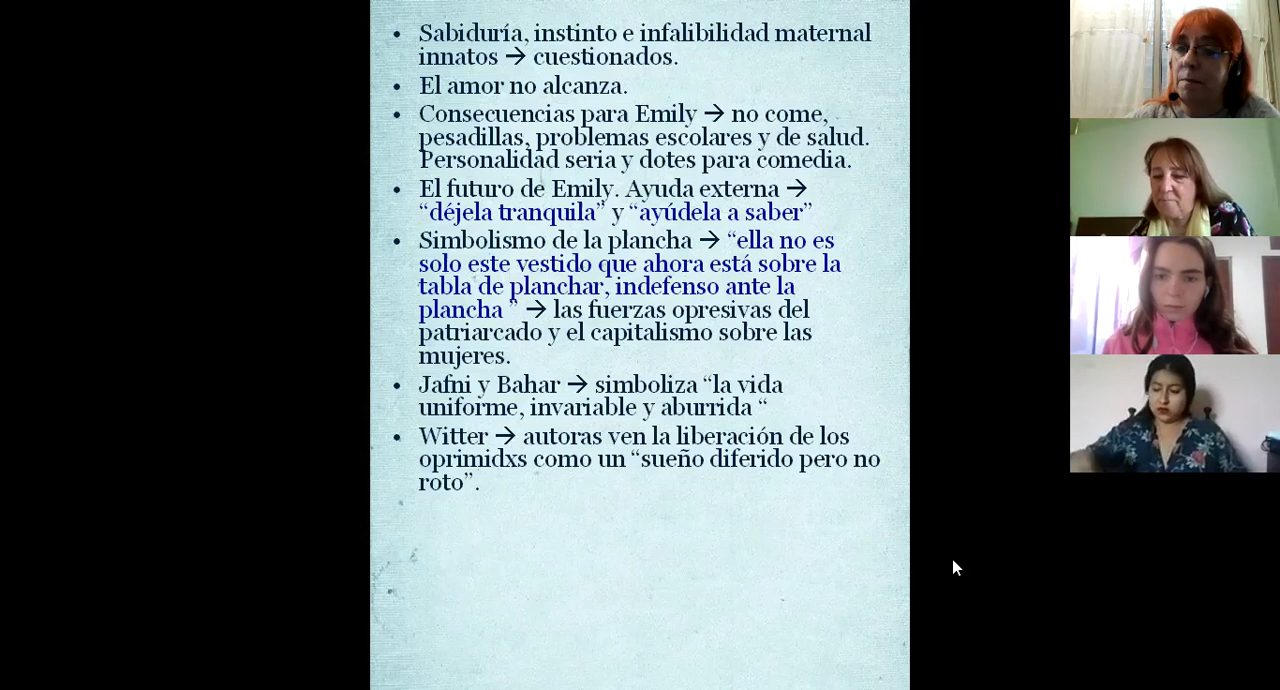 • Sabiduría, instinto e infalibilidad maternal
innatos → cuestionados.
• El amor no alcanza.
• Consecuencias para Emily → no come,
pesadillas, problemas escolares y de salud.
Personalidad seria y dotes para comedia.
• El futuro de Emily. Ayuda externa →
“déjela tranquila” y “ayúdela a saber”
• Simbolismo de la plancha → “ella no es
solo este vestido que ahora está sobre la
tabla de planchar, indefenso ante la
plancha ” → las fuerzas opresivas del
patriarcado y el capitalismo sobre las
mujeres.
• Jafni y Bahar → simboliza “la vida
uniforme, invariable y aburrida “
• Witter → autoras ven la liberación de los
oprimidxs como un “sueño diferido pero no
roto”.